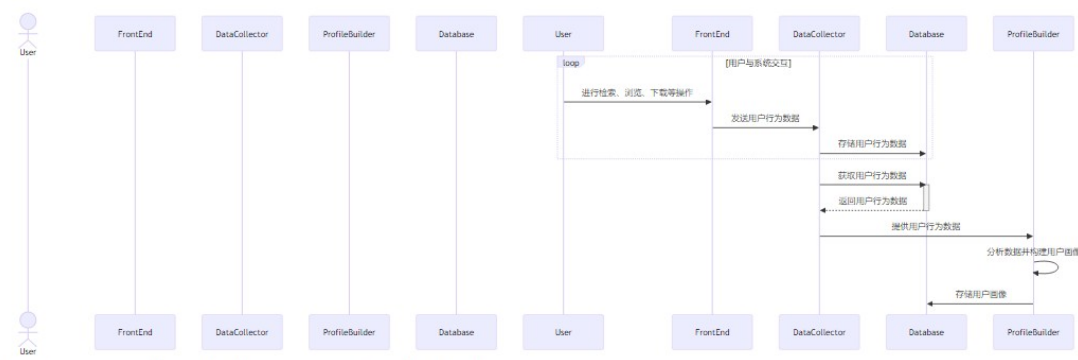 User
FrontEnd
DataCollector
ProfileBuilder
Database
User
FrontEnd
DataCollector
Database
ProfileBuilder
loop
[用户与系统交互]
进行检索、浏览、下载等操作
发送用户行为数据
存储用户行为数据
获取用户行为数据
返回用户行为数据
提供用户行为数据
分析数据并构建用户画像
存储用户画像
User
FrontEnd
DataCollector
ProfileBuilder
Database
User
FrontEnd
DataCollector
Database
ProfileBuilder